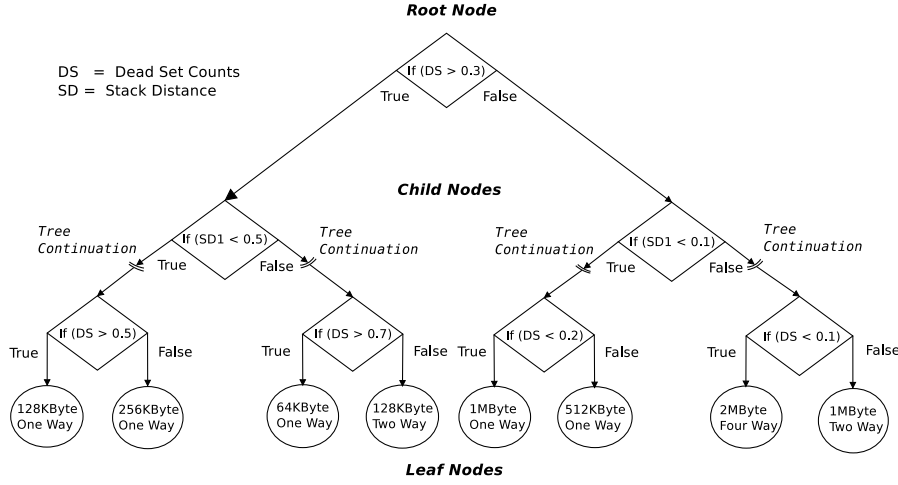 Root Node
DS = Dead Set Counts
SD = Stack Distance
If (DS > 0.3)
True
False
Child Nodes
Tree
Continuation
If (SD1 < 0.5)
True
False
Tree
Continuation
Tree
Continuation
If (SD1 < 0.1)
True
False
Tree
Continuation
If (DS > 0.5)
True
False
If (DS > 0.7)
True
False
If (DS < 0.2)
True
False
If (DS < 0.1)
True
False
128KByte
One Way
256KByte
One Way
64KByte
One Way
128KByte
Two Way
1MByte
One Way
512KByte
One Way
2MByte
Four Way
1MByte
Two Way
Leaf Nodes